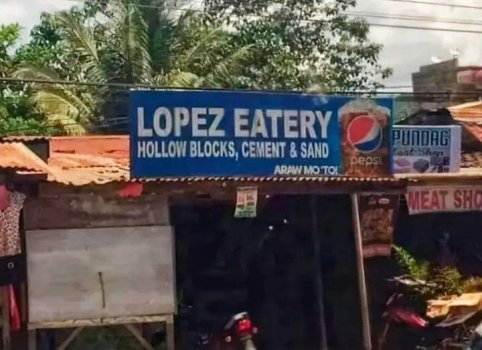 LOPEZ EATERY
HOLLOW BLOCKS, CEMENT & SAND
ARAW MO 'TO!
pepsi
PUNDAG
MEAT SHO